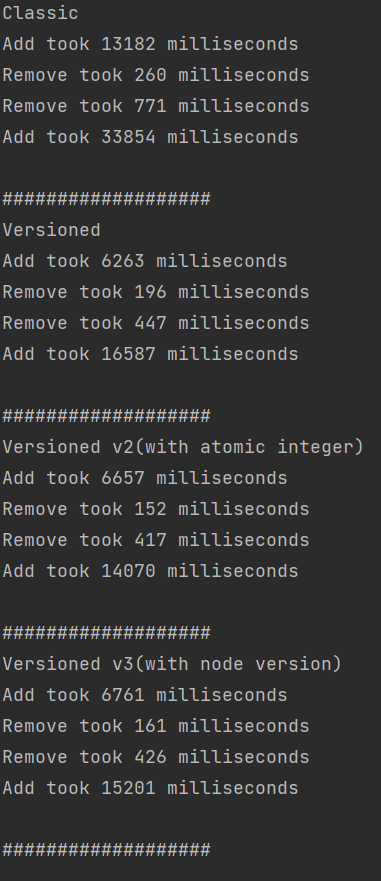 Classic
Add took 13182 milliseconds
Remove took 260 milliseconds
Remove took 771 milliseconds
Add took 33854 milliseconds
###################
Versioned
Add took 6263 milliseconds
Remove took 196 milliseconds
Remove took 447 milliseconds
Add took 16587 milliseconds
###################
Versioned v2(with atomic integer)
Add took 6657 milliseconds
Remove took 152 milliseconds
Remove took 417 milliseconds
Add took 14070 milliseconds
###################
Versioned v3(with node version)
Add took 6761 milliseconds
Remove took 161 milliseconds
Remove took 426 milliseconds
Add took 15201 milliseconds
###################